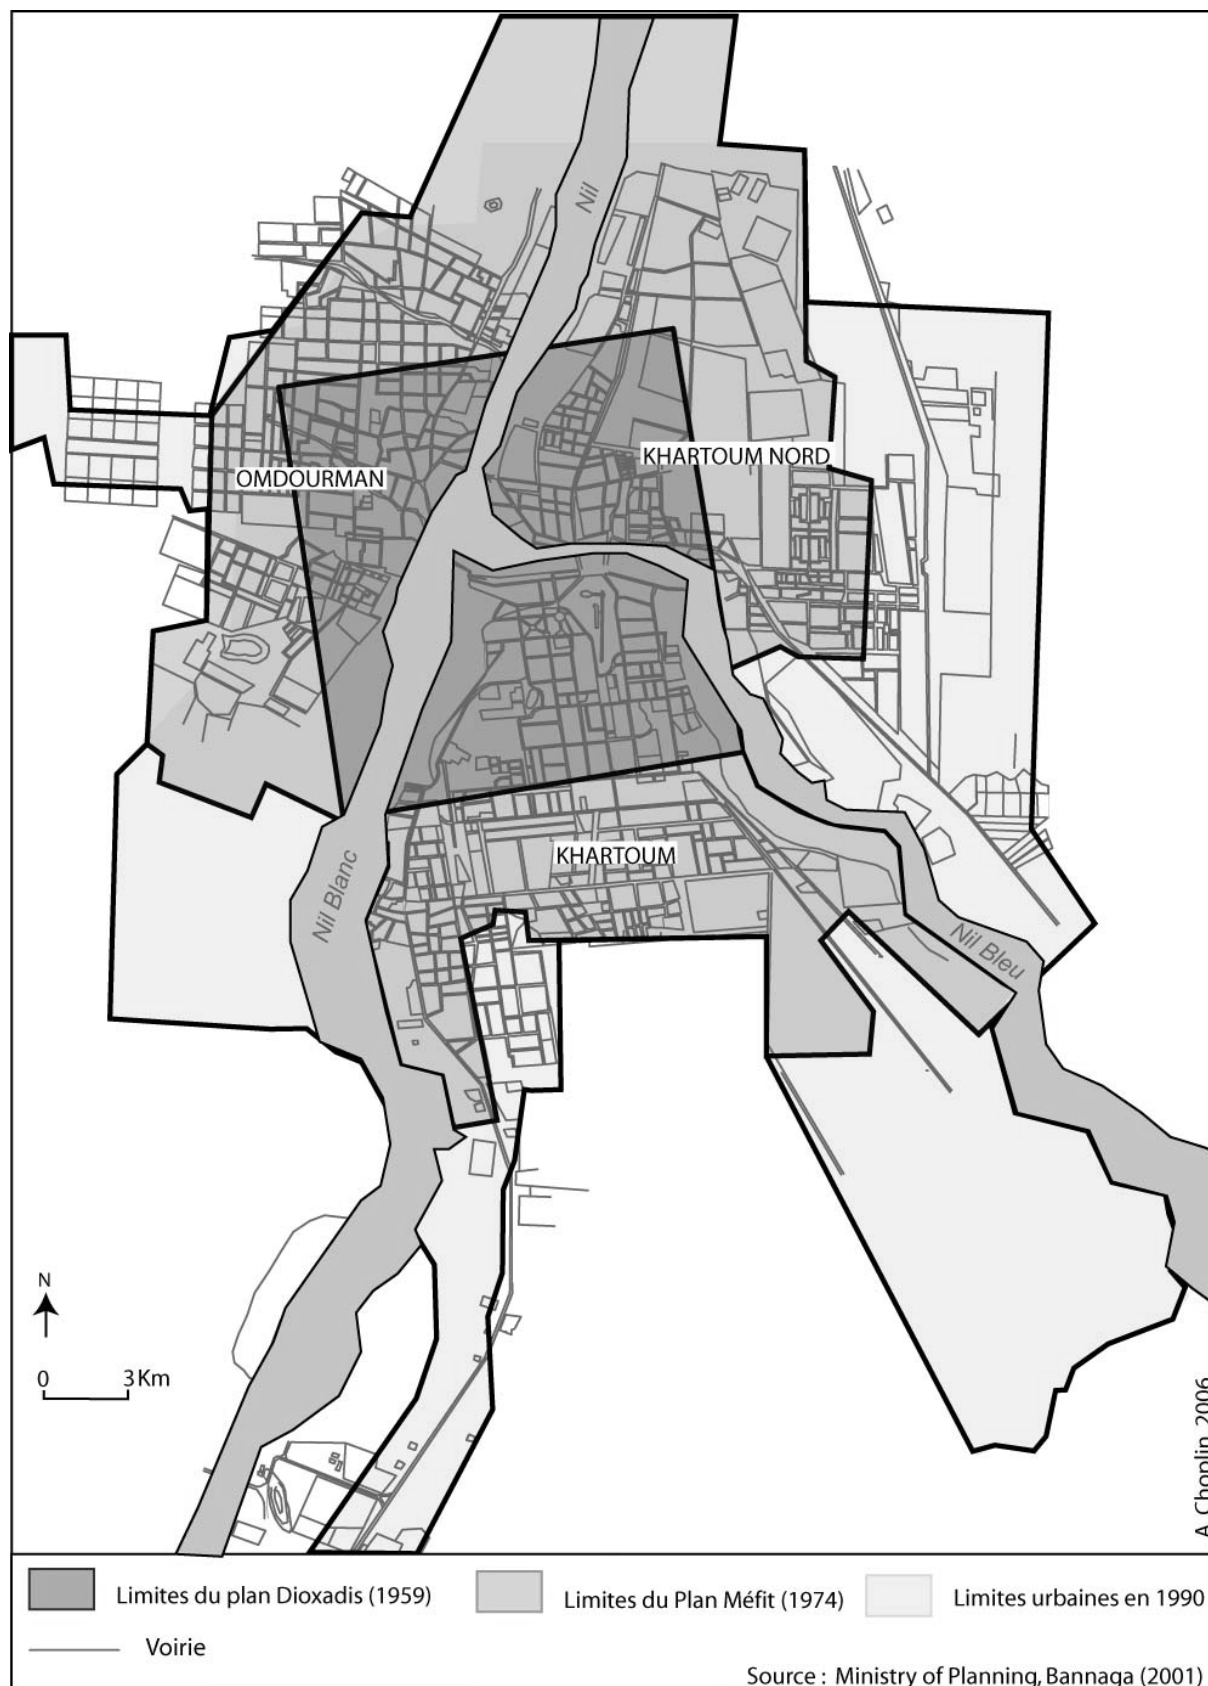 Nil
KHARTOUM NORD
OMDOURMAN
KHARTOUM
Nil Blanc
Nil Bleu
N
0 3 Km
A. Choplin, 2006
Limites du plan Dioxadis (1959)
Limites du Plan Méfit (1974)
Limites urbaines en 1990
Voirie
Source : Ministry of Planning, Bannaga (2001)